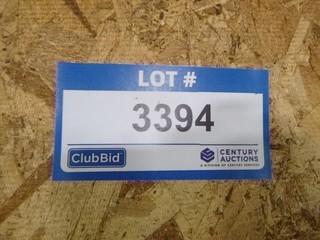 LOT #
3394
ClubBid
CENTURY
AUCTIONS
A DIVISION OF CENTURY SERVICES